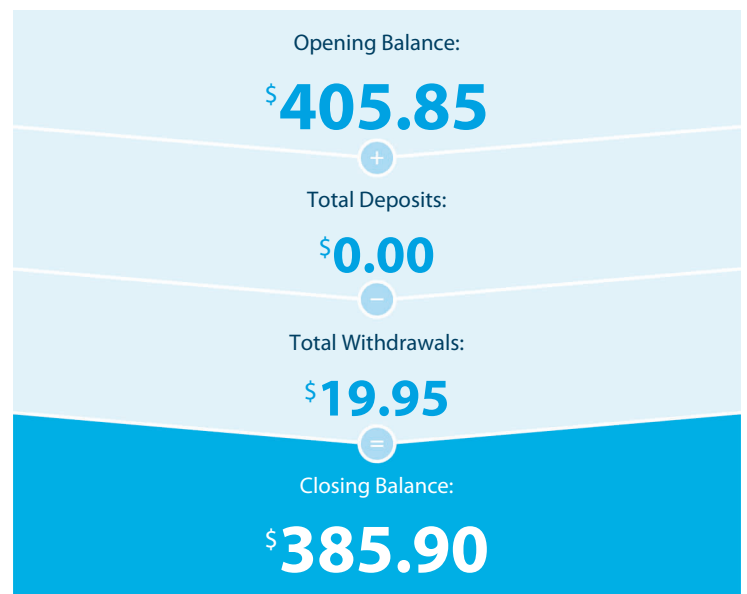 Opening Balance:
$405.85
+
Total Deposits:
$0.00
−
Total Withdrawals:
$19.95
=
Closing Balance:
$385.90